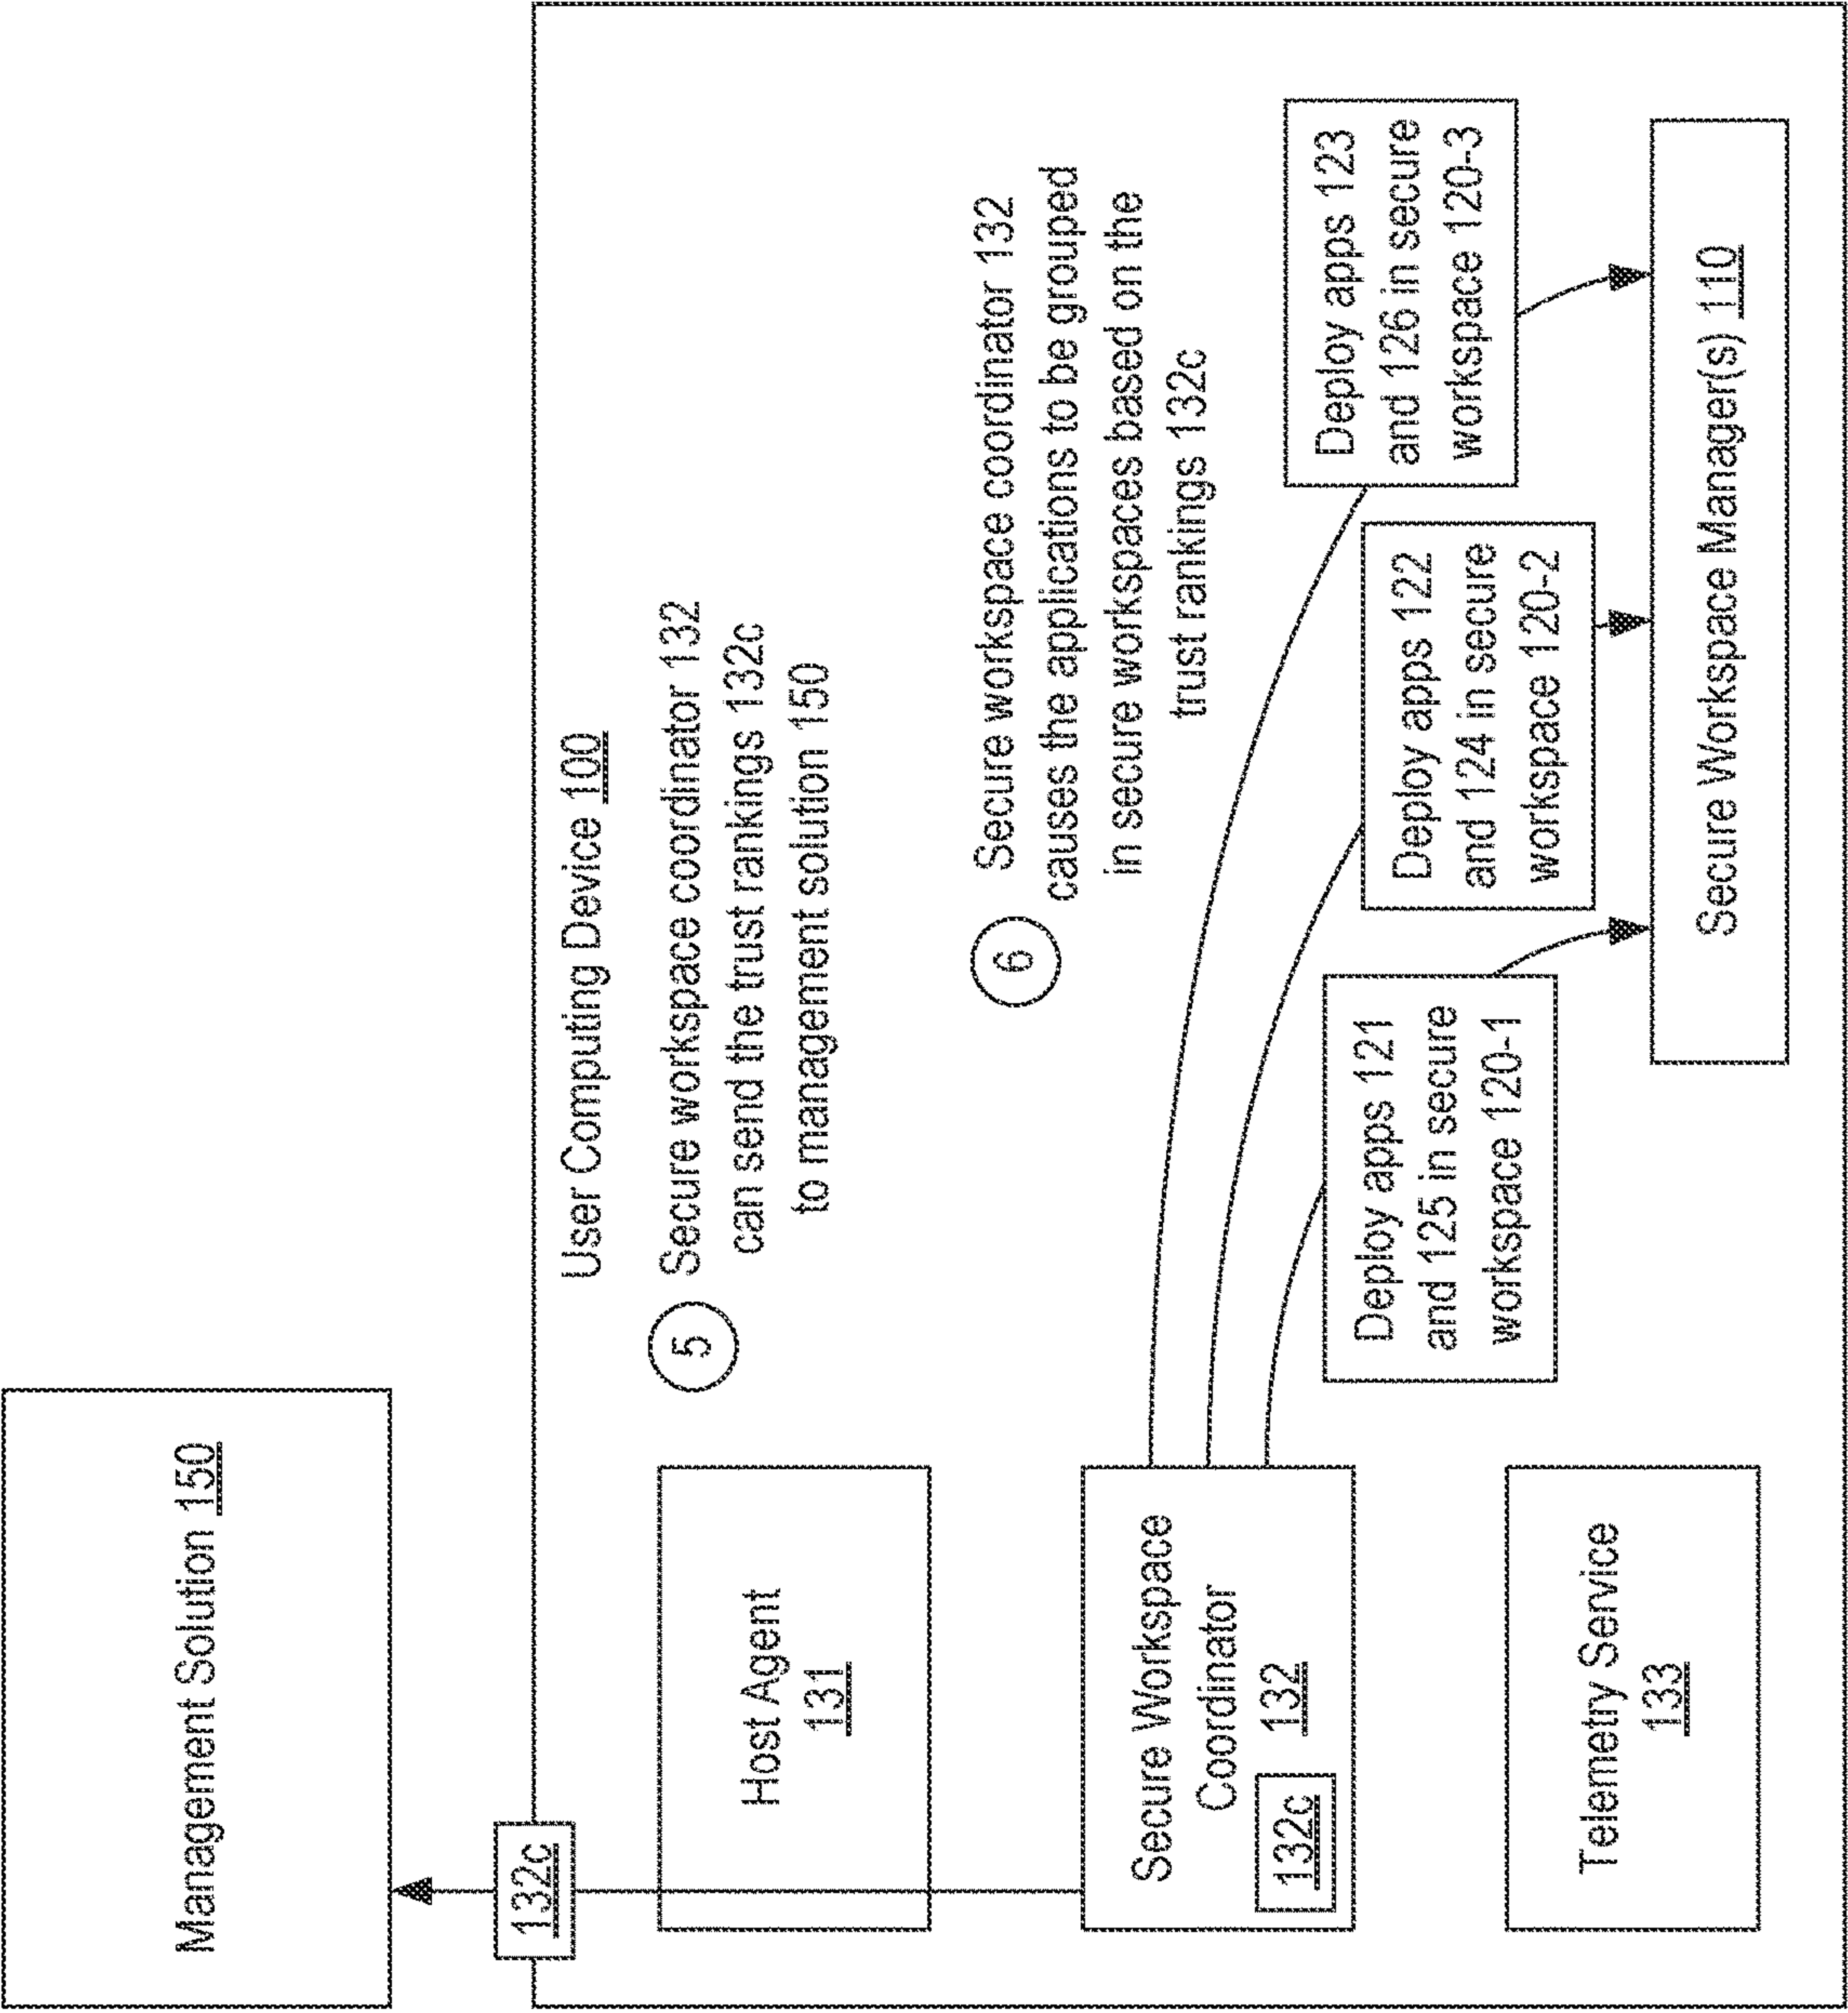 Management Solution 150
132c
User Computing Device 100
Host Agent
131
5
Secure workspace coordinator 132
can send the trust rankings 132c
to management solution 150
Secure Workspace
Coordinator
132c 132
6
Secure workspace coordinator 132
causes the applications to be grouped
in secure workspaces based on the
trust rankings 132c
Deploy apps 121
and 125 in secure
workspace 120-1
Deploy apps 122
and 124 in secure
workspace 120-2
Deploy apps 123
and 126 in secure
workspace 120-3
Telemetry Service
133
Secure Workspace Manager(s) 110